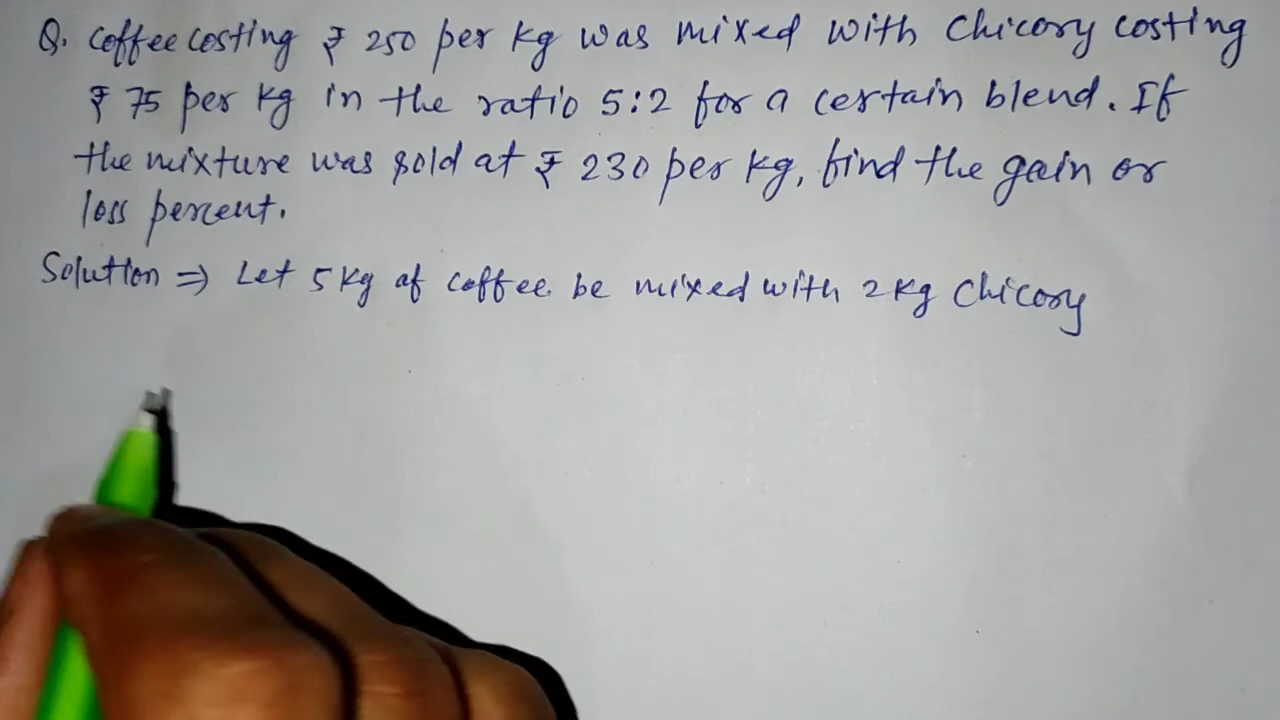 Q. Coffee costing ₹ 250 per kg was mixed with Chicory costing
₹ 75 per kg in the ratio 5:2 for a certain blend. If
the mixture was sold at ₹ 230 per kg, find the gain or
loss percent.
Solution ⇒ Let 5 kg of coffee be mixed with 2 kg Chicory